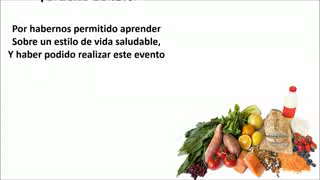 Por habernos permitido aprender
Sobre un estilo de vida saludable,
Y haber podido realizar este evento